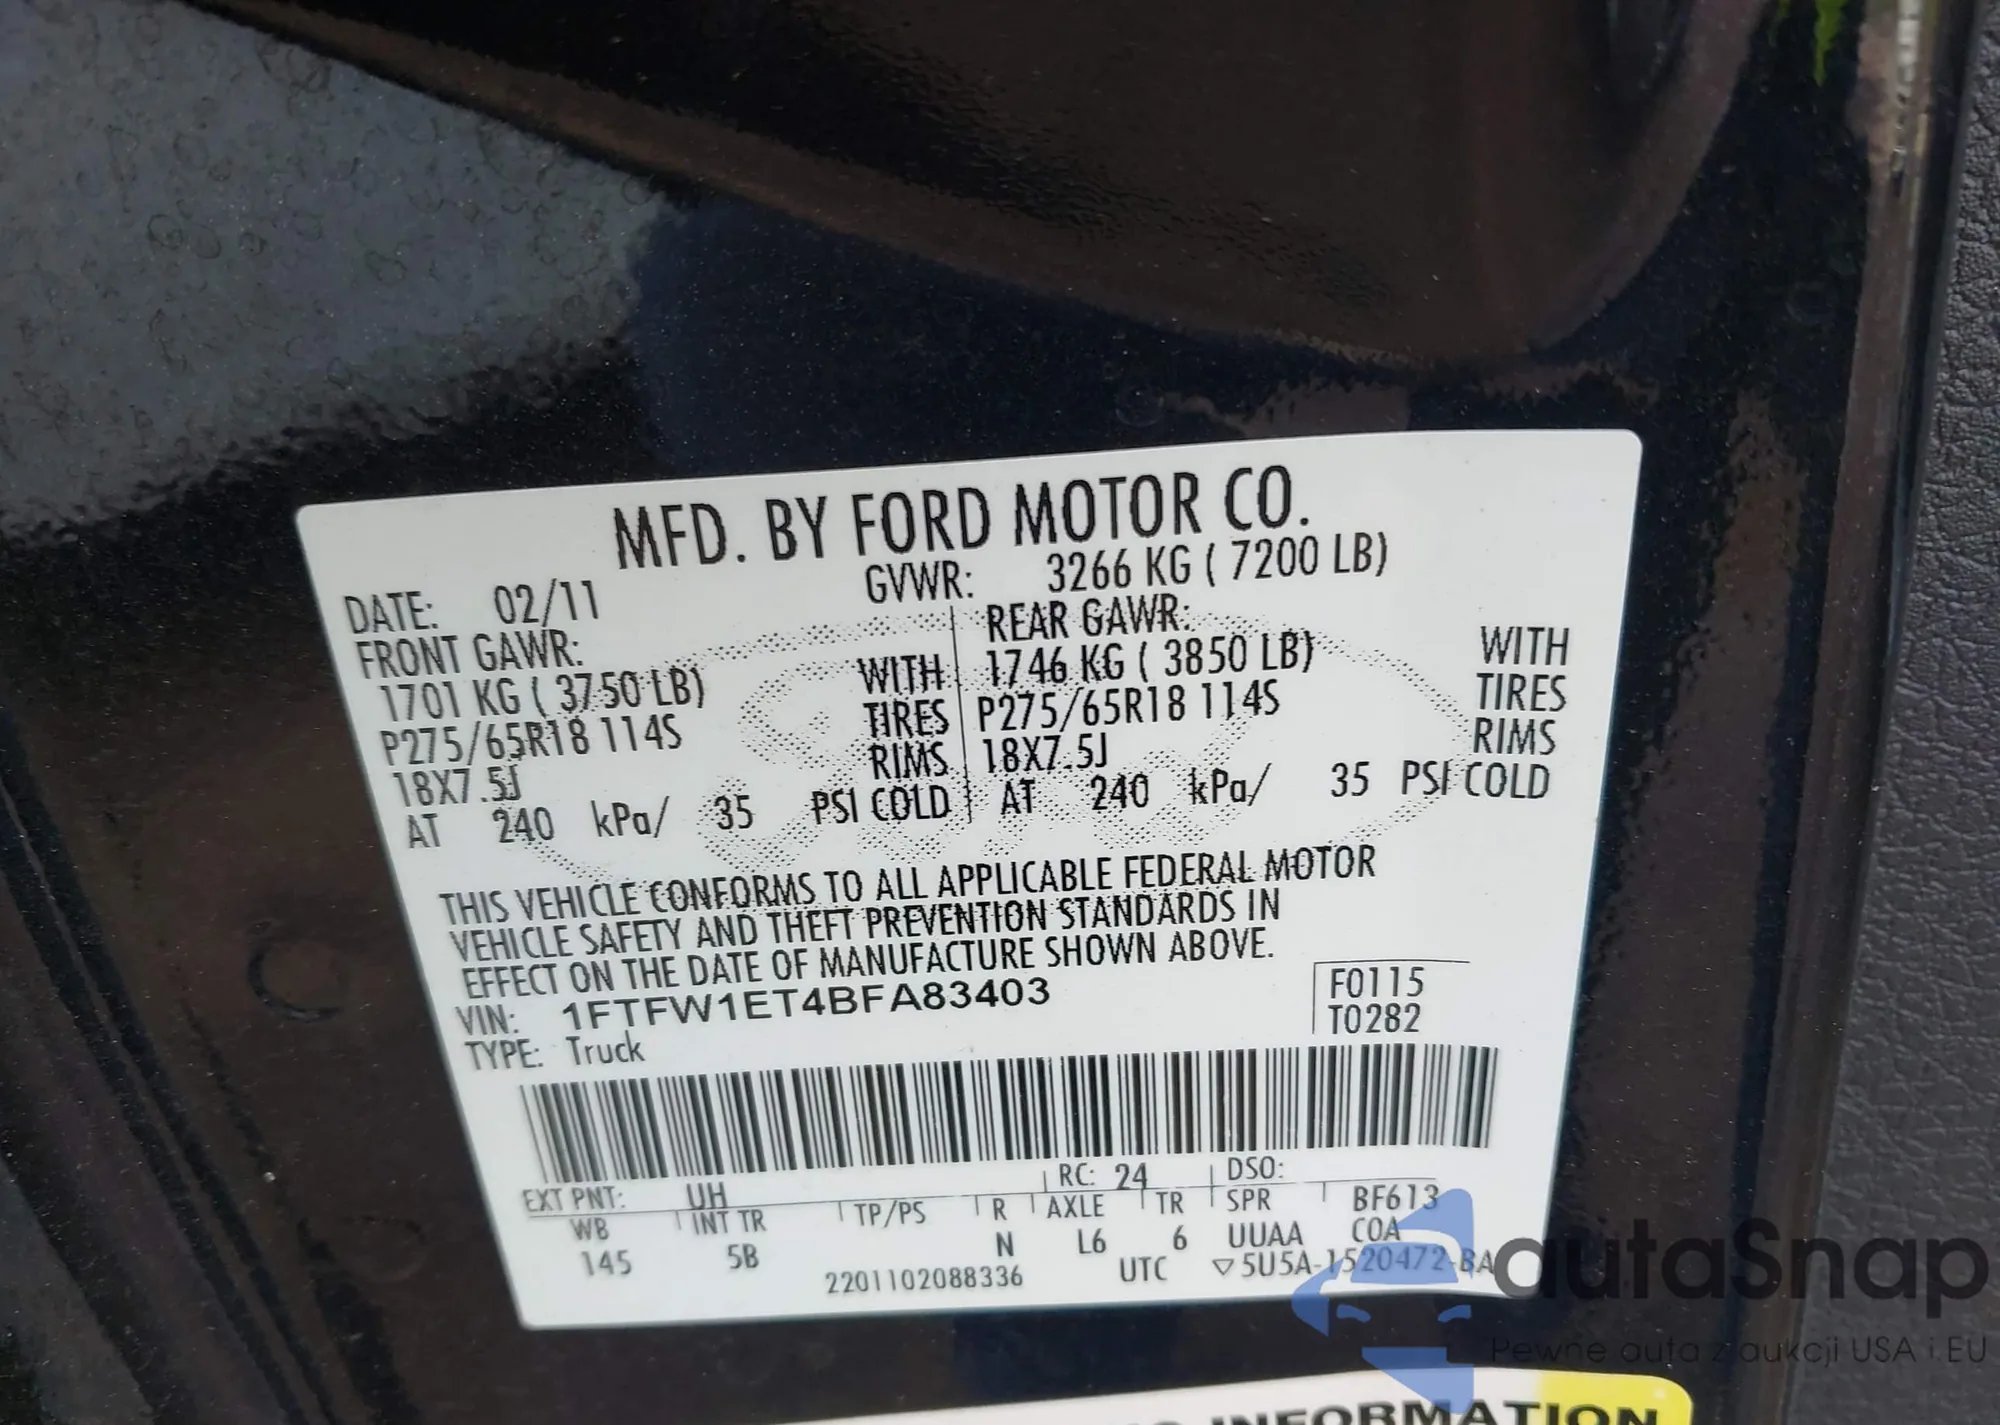 MFD. BY FORD MOTOR CO.
DATE: 02/11 GVWR: 3266 KG ( 7200 LB)
FRONT GAWR: REAR GAWR:
1701 KG ( 3750 LB) WITH 1746 KG ( 3850 LB) WITH
P275/65R18 114S TIRES P275/65R18 114S TIRES
18X7.5J RIMS 18X7.5J RIMS
AT 240 kPa/ 35 PSI COLD AT 240 kPa/ 35 PSI COLD
THIS VEHICLE CONFORMS TO ALL APPLICABLE FEDERAL MOTOR
VEHICLE SAFETY AND THEFT PREVENTION STANDARDS IN
EFFECT ON THE DATE OF MANUFACTURE SHOWN ABOVE.
VIN: 1FTFW1ET4BFA83403 F0115
TYPE: Truck T0282
EXT PNT: UH RC: 24 DSO:
WB INT TR TP/PS R AXLE TR SPR BF613
145 5B N L6 6 UUAA COA
2201102088336 UTC ▽5U5A-1520472-BA
autaSnap
Pewne auta z aukcji USA i EU
INFORMATION